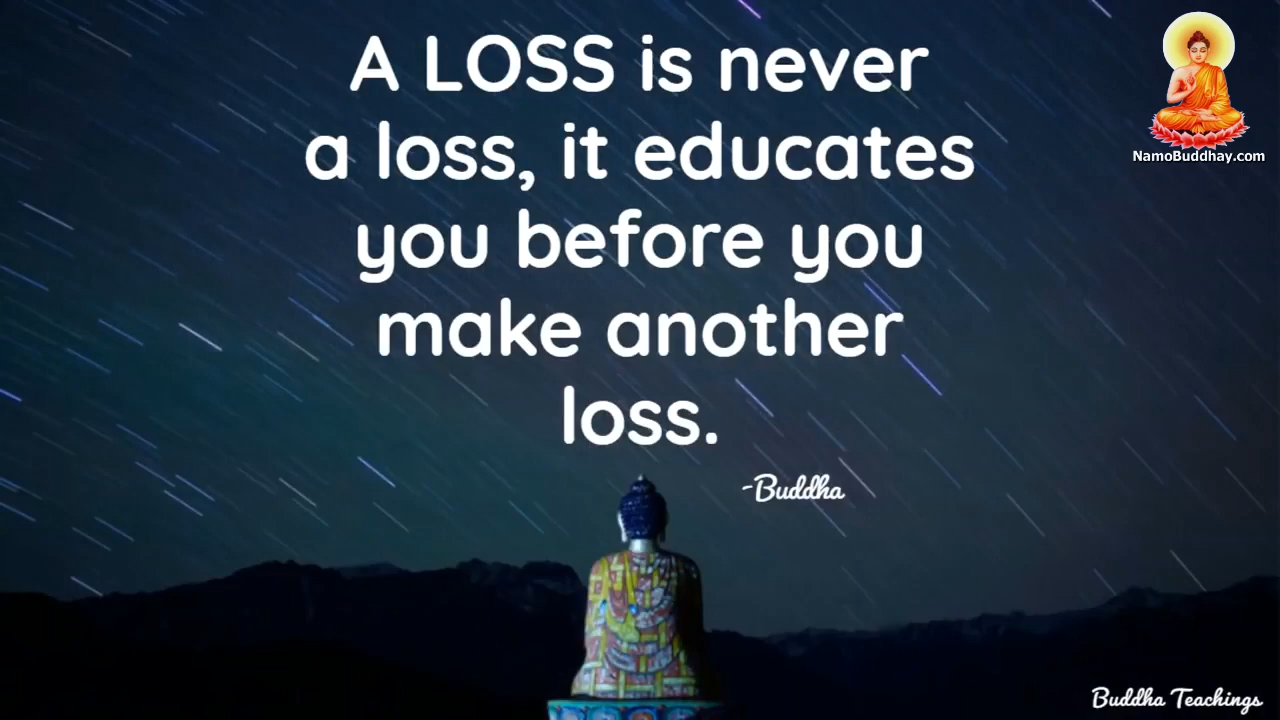 A LOSS is never
a loss, it educates
you before you
make another
loss.
-Buddha
NamoBuddhay.com
Buddha Teachings